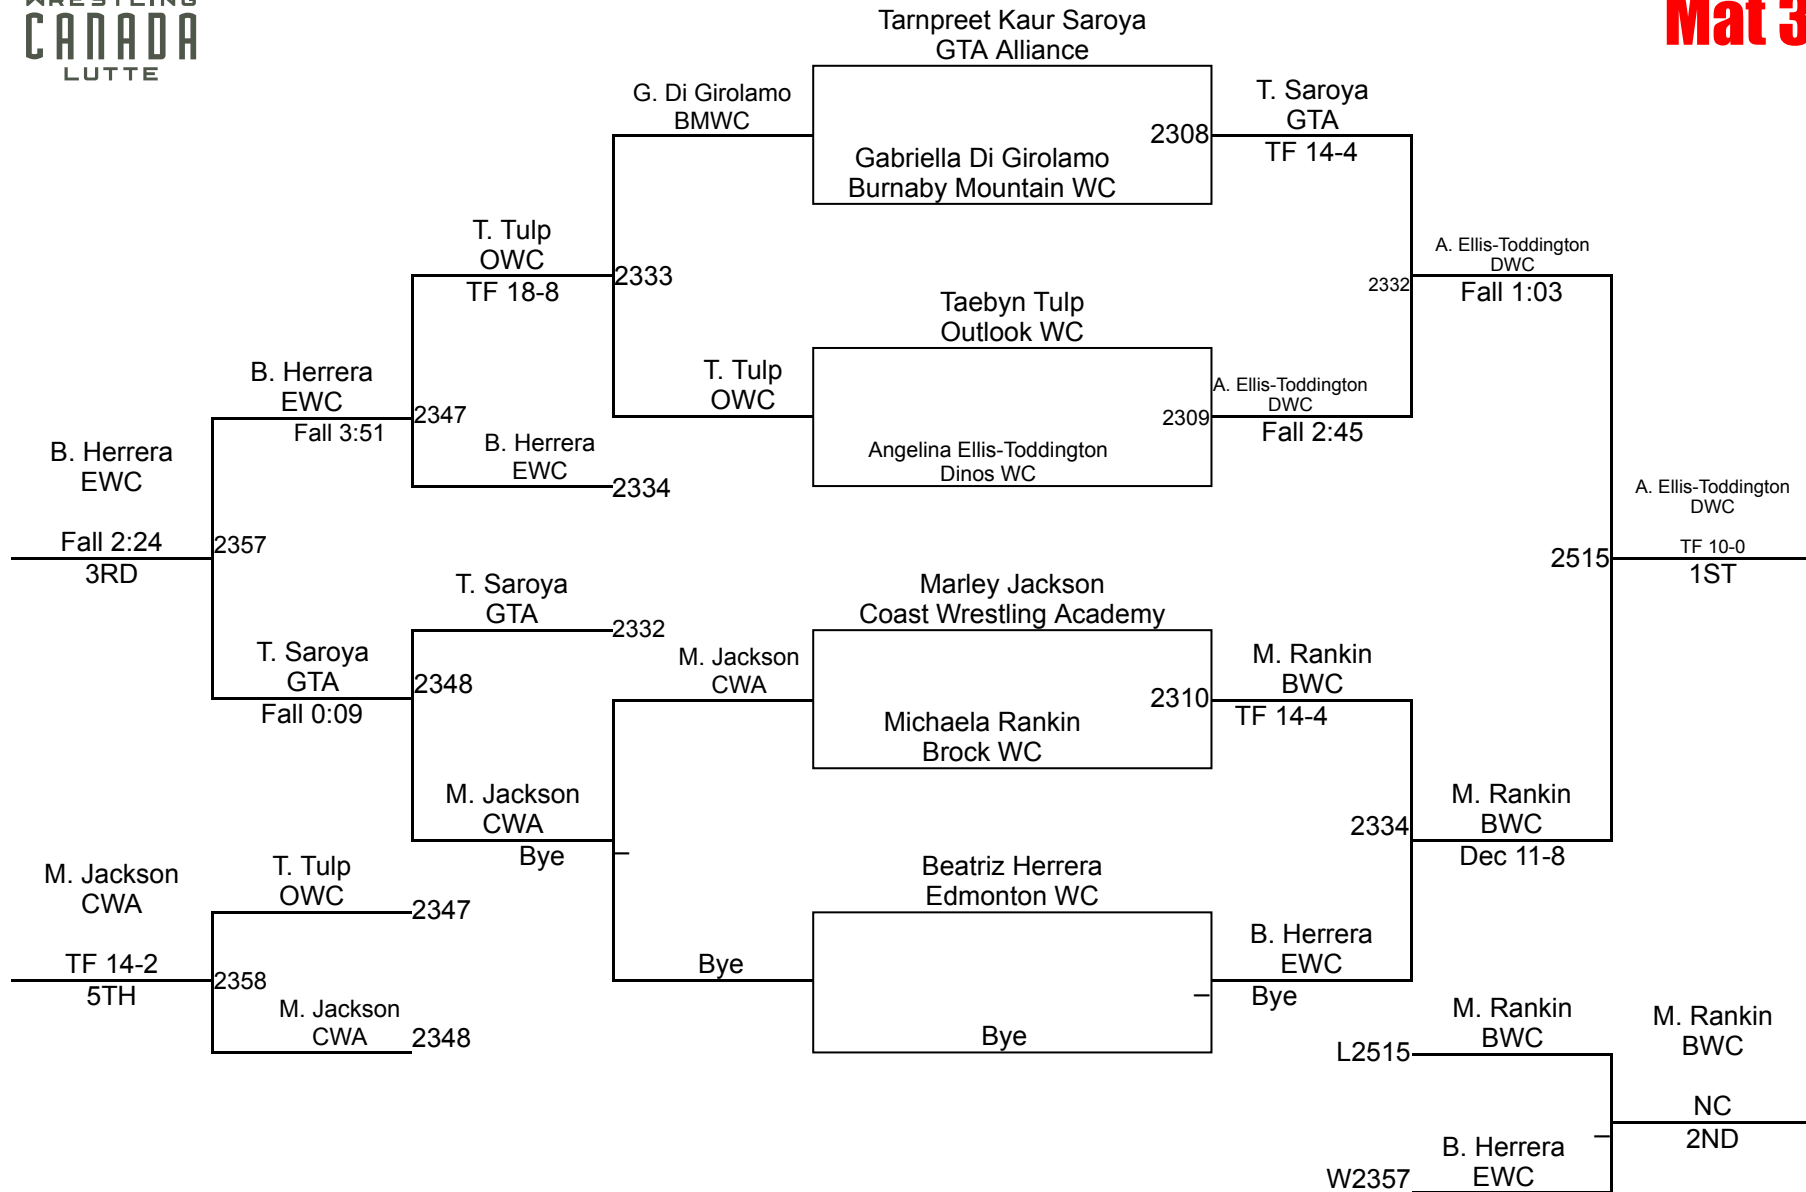 WRESTLING
CANADA
LUTTE
Mat 3
Tarnpreet Kaur Saroya
GTA Alliance
G. Di Girolamo
BMWC
2308
T. Saroya
GTA
TF 14-4
Gabriella Di Girolamo
Burnaby Mountain WC
T. Tulp
OWC
TF 18-8
2333
A. Ellis-Toddington
DWC
Fall 1:03
2332
Taebyn Tulp
Outlook WC
B. Herrera
EWC
Fall 3:51
2347
T. Tulp
OWC
2309
A. Ellis-Toddington
DWC
Fall 2:45
B. Herrera
EWC
2334
Angelina Ellis-Toddington
Dinos WC
B. Herrera
EWC
Fall 2:24
3RD
2357
A. Ellis-Toddington
DWC
TF 10-0
1ST
2515
T. Saroya
GTA
2332
Marley Jackson
Coast Wrestling Academy
T. Saroya
GTA
Fall 0:09
2348
M. Jackson
CWA
2310
M. Rankin
BWC
TF 14-4
Michaela Rankin
Brock WC
M. Jackson
CWA
Bye
2334
M. Rankin
BWC
Dec 11-8
M. Jackson
CWA
TF 14-2
5TH
T. Tulp
OWC
2347
2358
M. Jackson
CWA
2348
Beatriz Herrera
Edmonton WC
Bye
B. Herrera
EWC
Bye
Bye
M. Rankin
BWC
L2515
M. Rankin
BWC
NC
2ND
B. Herrera
EWC
W2357